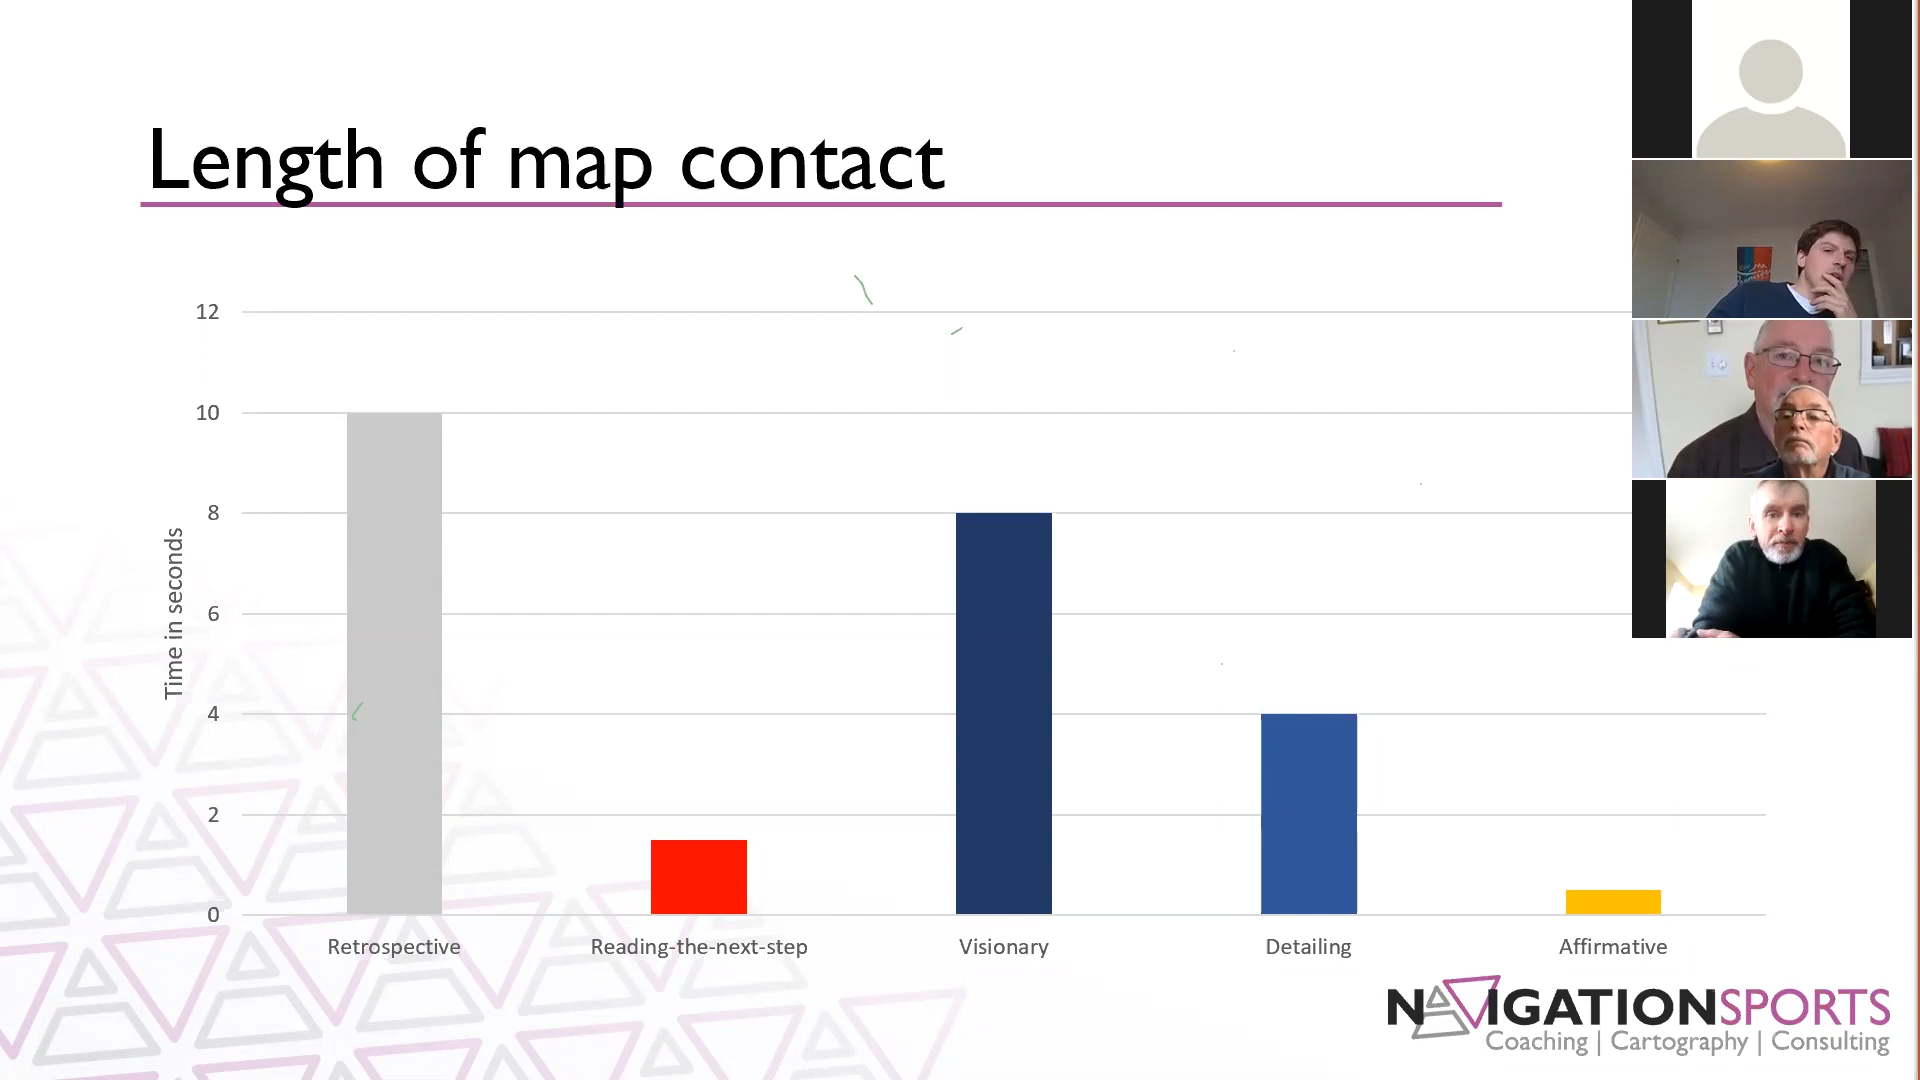 Length of map contact
12
10
8
6
4
2
0
Time in seconds
Retrospective
Reading-the-next-step
Visionary
Detailing
Affirmative
NAVIGATIONSPORTS
Coaching | Cartography | Consulting